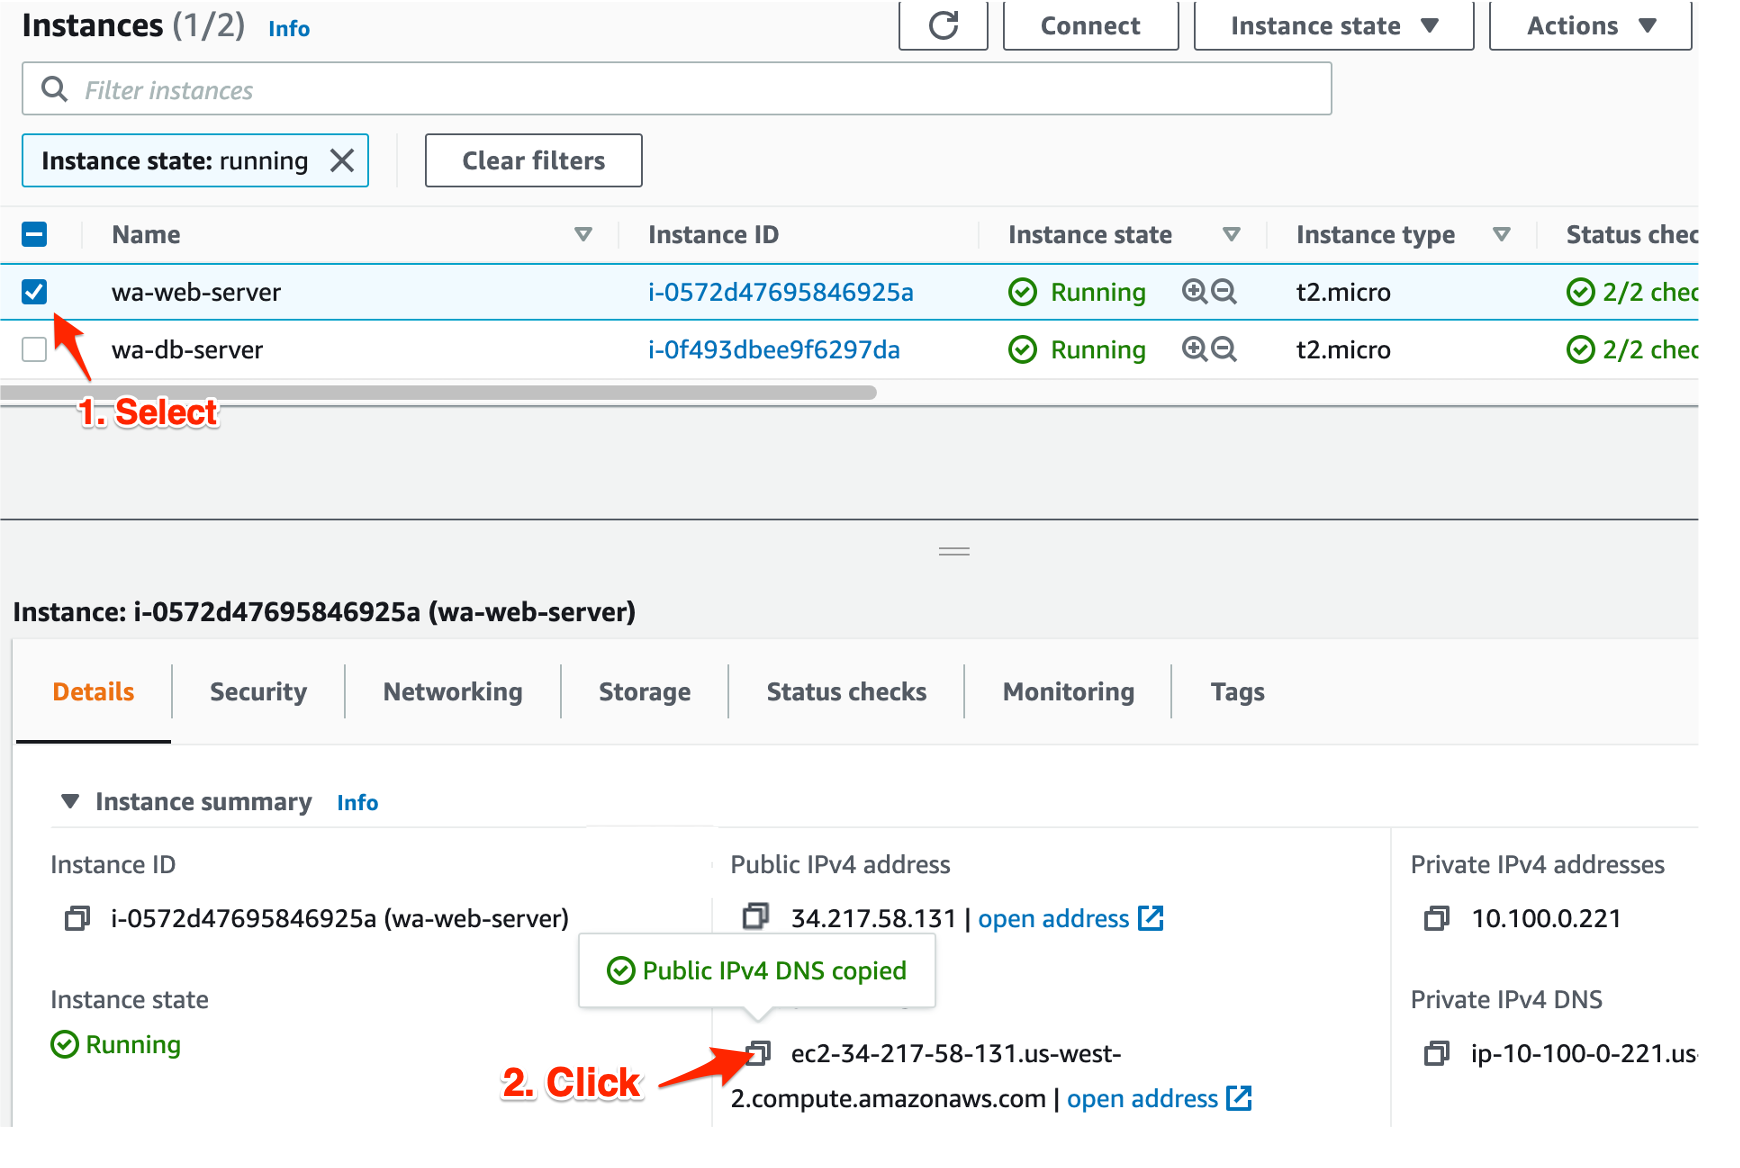 Instances (1/2) Info
Connect
Instance state
Actions
Filter instances
Instance state: running
Clear filters
Name Instance ID Instance state Instance type Status chec
wa-web-server i-0572d47695846925a Running t2.micro 2/2 chec
wa-db-server i-0f493dbee9f6297da Running t2.micro 2/2 chec
1. Select
Instance: i-0572d47695846925a (wa-web-server)
Details Security Networking Storage Status checks Monitoring Tags
Instance summary Info
Instance ID
i-0572d47695846925a (wa-web-server)
Instance state
Running
Public IPv4 address
34.217.58.131 | open address
Public IPv4 DNS copied
ec2-34-217-58-131.us-west-
2.compute.amazonaws.com | open address
2. Click
Private IPv4 addresses
10.100.0.221
Private IPv4 DNS
ip-10-100-0-221.us-